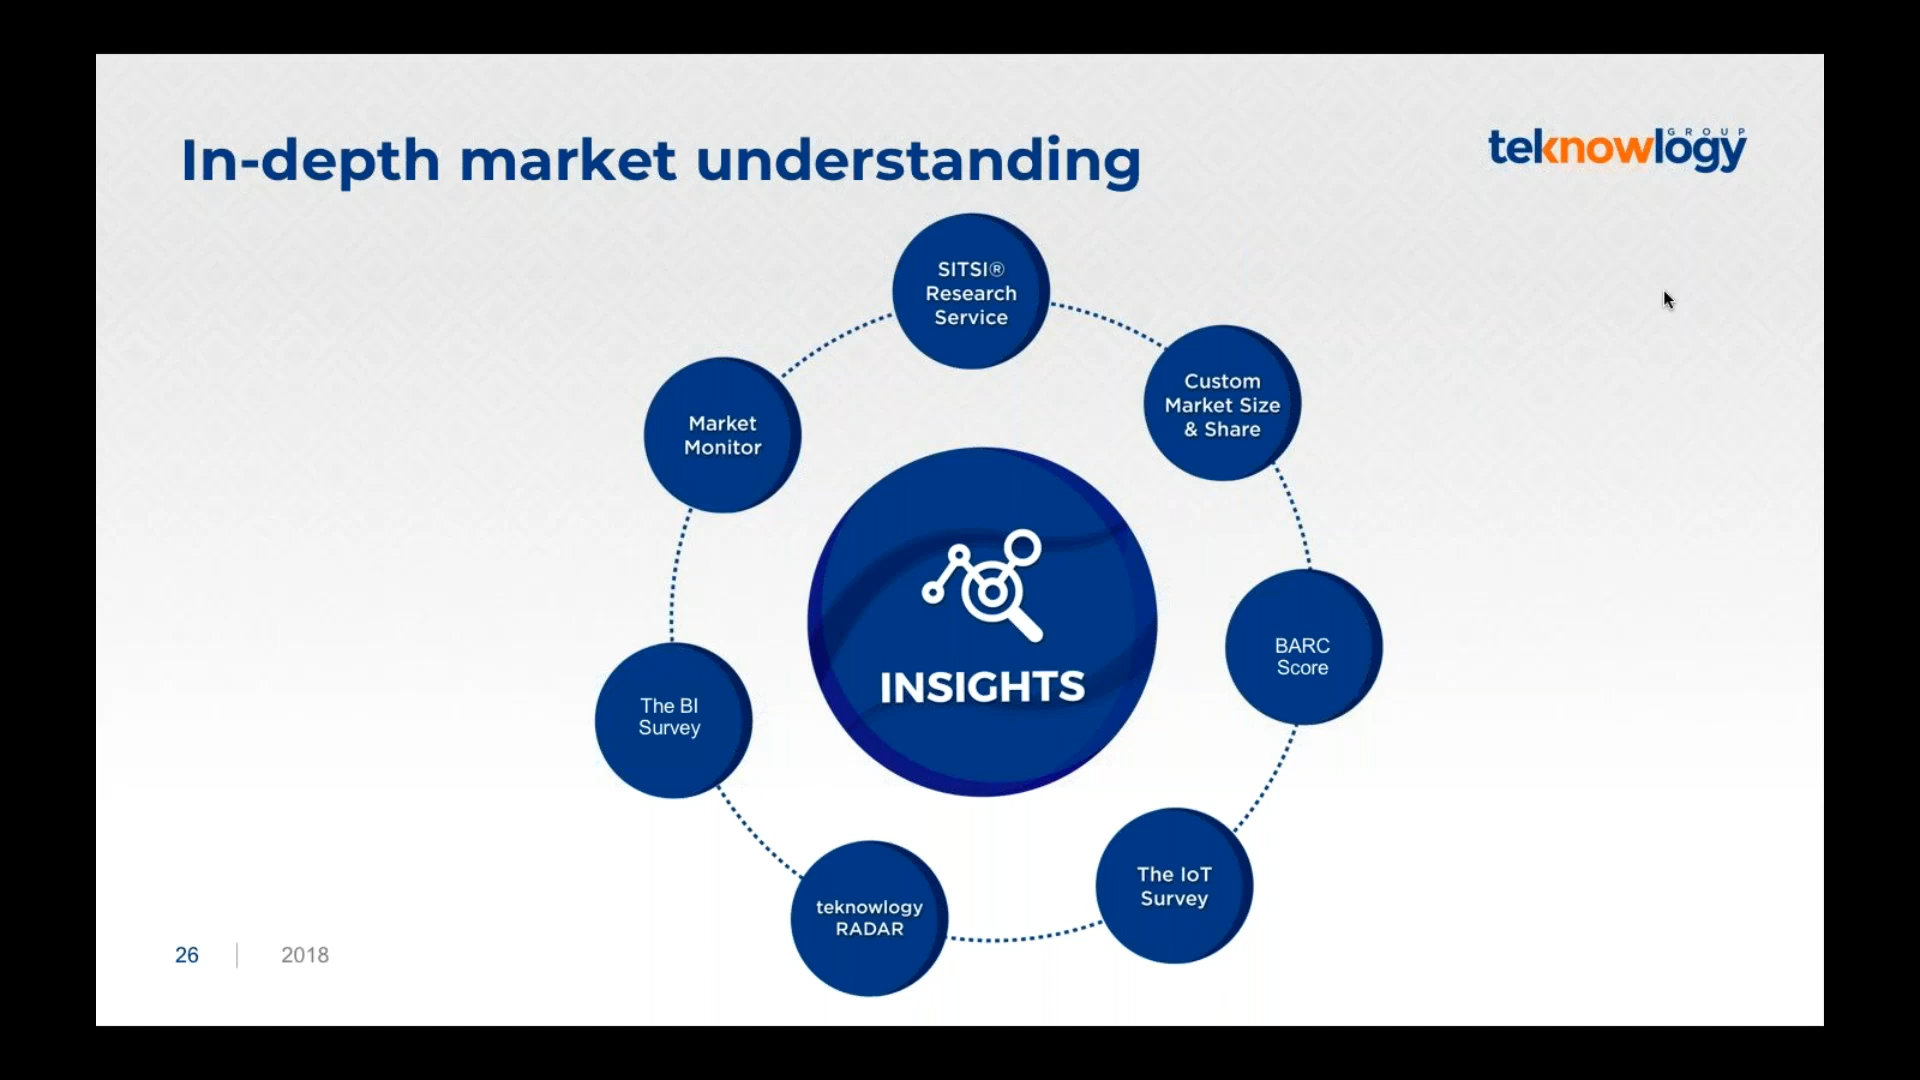 In-depth market understanding
GROUP
teknowlogy
SITSI®
Research
Service
Custom
Market Size
& Share
Market
Monitor
BARC
Score
INSIGHTS
The BI
Survey
The IoT
Survey
teknowlogy
RADAR
26
2018